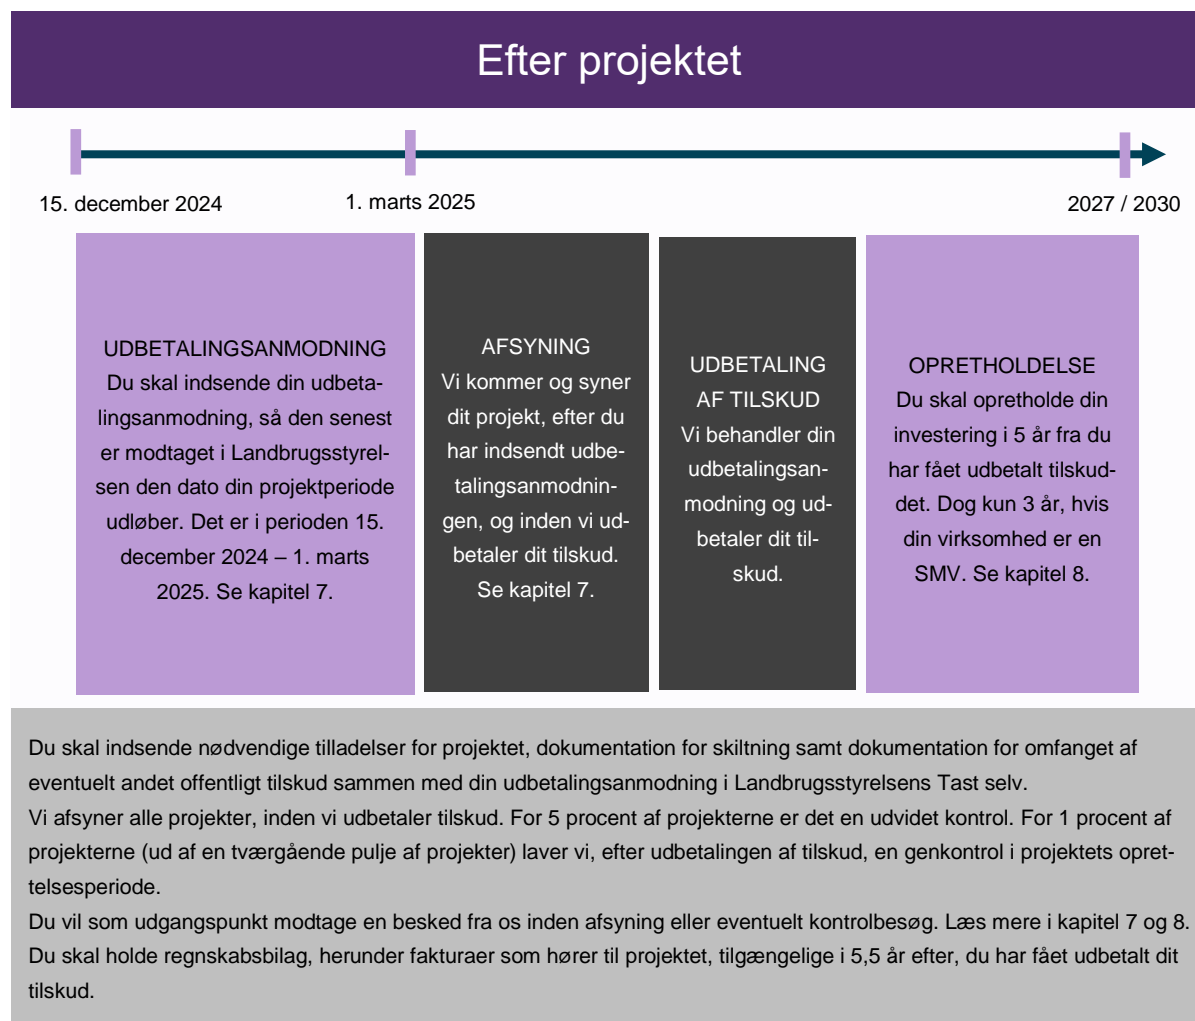 Efter projektet
15. december 2024
1. marts 2025
2027 / 2030
UDBETALINGSANMODNING
Du skal indsende din udbeta-
lingsanmodning, så den senest
er modtaget i Landbrugsstyrel-
sen den dato din projektperiode
udløber. Det er i perioden 15.
december 2024 – 1. marts
2025. Se kapitel 7.
AFSYNING
Vi kommer og syner
dit projekt, efter du
har indsendt udbe-
talingsanmodnin-
gen, og inden vi ud-
betaler dit tilskud.
Se kapitel 7.
UDBETALING
AF TILSKUD
Vi behandler din
udbetalingsan-
modning og ud-
betaler dit til-
skud.
OPRETHOLDELSE
Du skal opretholde din
investering i 5 år fra du
har fået udbetalt tilskud-
det. Dog kun 3 år, hvis
din virksomhed er en
SMV. Se kapitel 8.
Du skal indsende nødvendige tilladelser for projektet, dokumentation for skiltning samt dokumentation for omfanget af
eventuelt andet offentligt tilskud sammen med din udbetalingsanmodning i Landbrugsstyrelsens Tast selv.
Vi afsyner alle projekter, inden vi udbetaler tilskud. For 5 procent af projekterne er det en udvidet kontrol. For 1 procent af
projekterne (ud af en tværgående pulje af projekter) laver vi, efter udbetalingen af tilskud, en genkontrol i projektets opret-
telsesperiode.
Du vil som udgangspunkt modtage en besked fra os inden afsyning eller eventuelt kontrolbesøg. Læs mere i kapitel 7 og 8.
Du skal holde regnskabsbilag, herunder fakturaer som hører til projektet, tilgængelige i 5,5 år efter, du har fået udbetalt dit
tilskud.